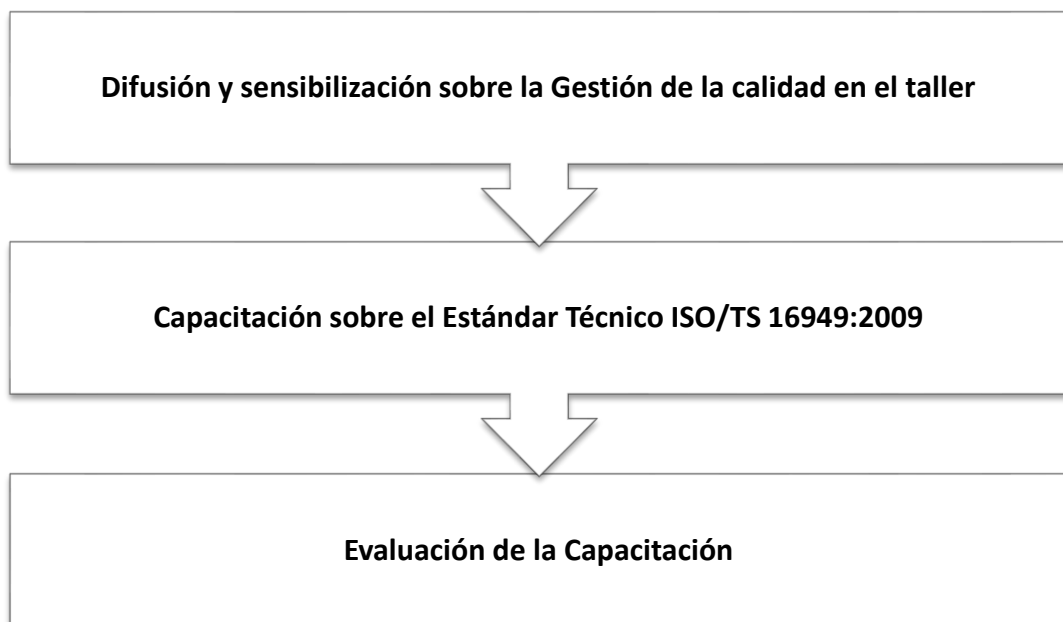 Difusión y sensibilización sobre la Gestión de la calidad en el taller
Capacitación sobre el Estándar Técnico ISO/TS 16949:2009
Evaluación de la Capacitación